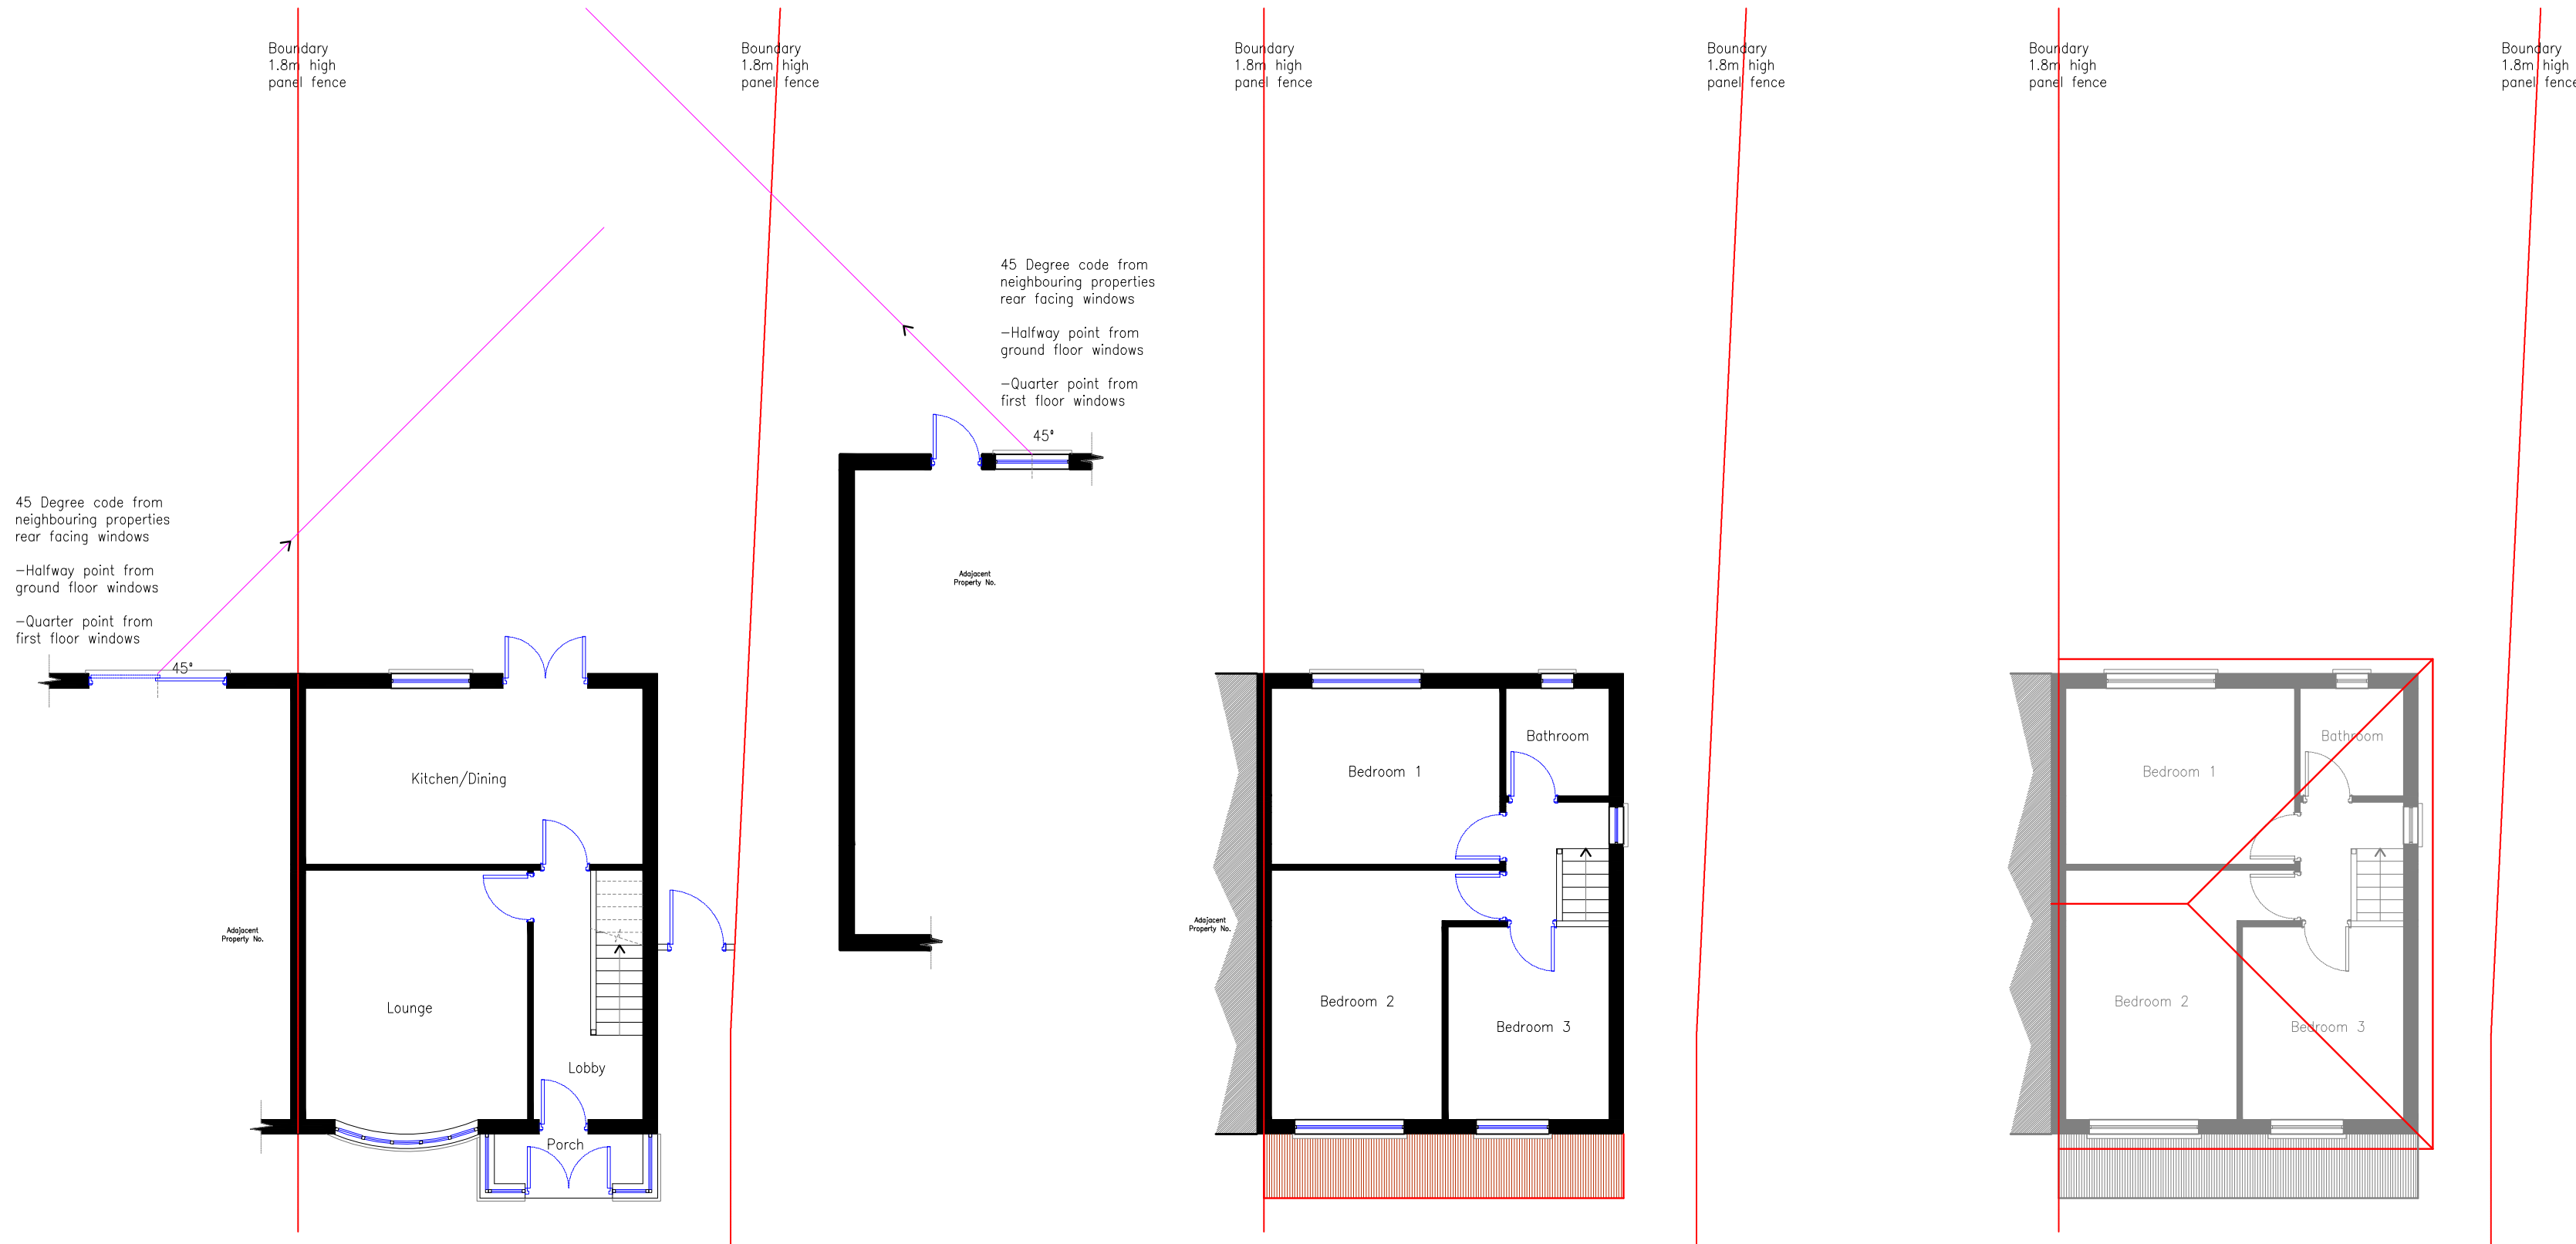 Boundary
1.8m high
panel fence
Boundary
1.8m high
panel fence
Boundary
1.8m high
panel fence
Boundary
1.8m high
panel fence
Boundary
1.8m high
panel fence
Boundary
1.8m high
panel fence
45 Degree code from
neighbouring properties
rear facing windows
-Halfway point from
ground floor windows
-Quarter point from
first floor windows
45°
45 Degree code from
neighbouring properties
rear facing windows
-Halfway point from
ground floor windows
-Quarter point from
first floor windows
45°
Adajacent
Property No.
Kitchen/Dining
Adajacent
Property No.
Lounge
Lobby
Porch
Bathroom
Bedroom 1
Adajacent
Property No.
Bedroom 2
Bedroom 3
Bathroom
Bedroom 1
Bedroom 2
Bedroom 3